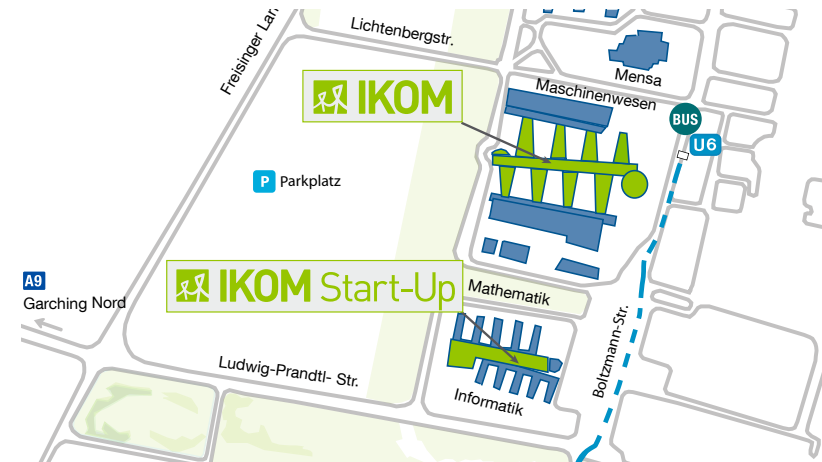 Lichtenbergstr.
Freisinger Lan
Mensa
Maschinenwesen
IKOM
BUS
U6
P Parkplatz
A9
Garching Nord
IKOM Start-Up
Mathematik
Boltzmann-Str.
Ludwig-Prandtl- Str.
Informatik